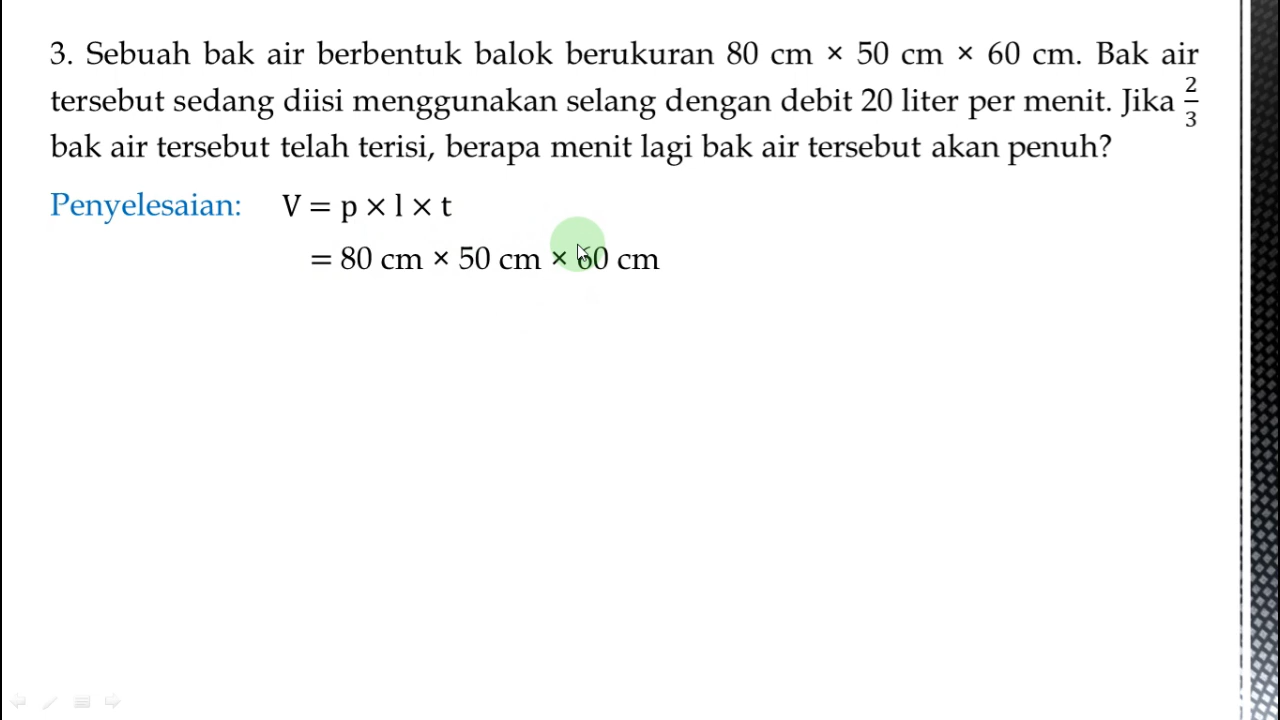 3. Sebuah bak air berbentuk balok berukuran 80 cm × 50 cm × 60 cm. Bak air
tersebut sedang diisi menggunakan selang dengan debit 20 liter per menit. Jika 2/3
bak air tersebut telah terisi, berapa menit lagi bak air tersebut akan penuh?
Penyelesaian: V = p × l × t
= 80 cm × 50 cm × 60 cm